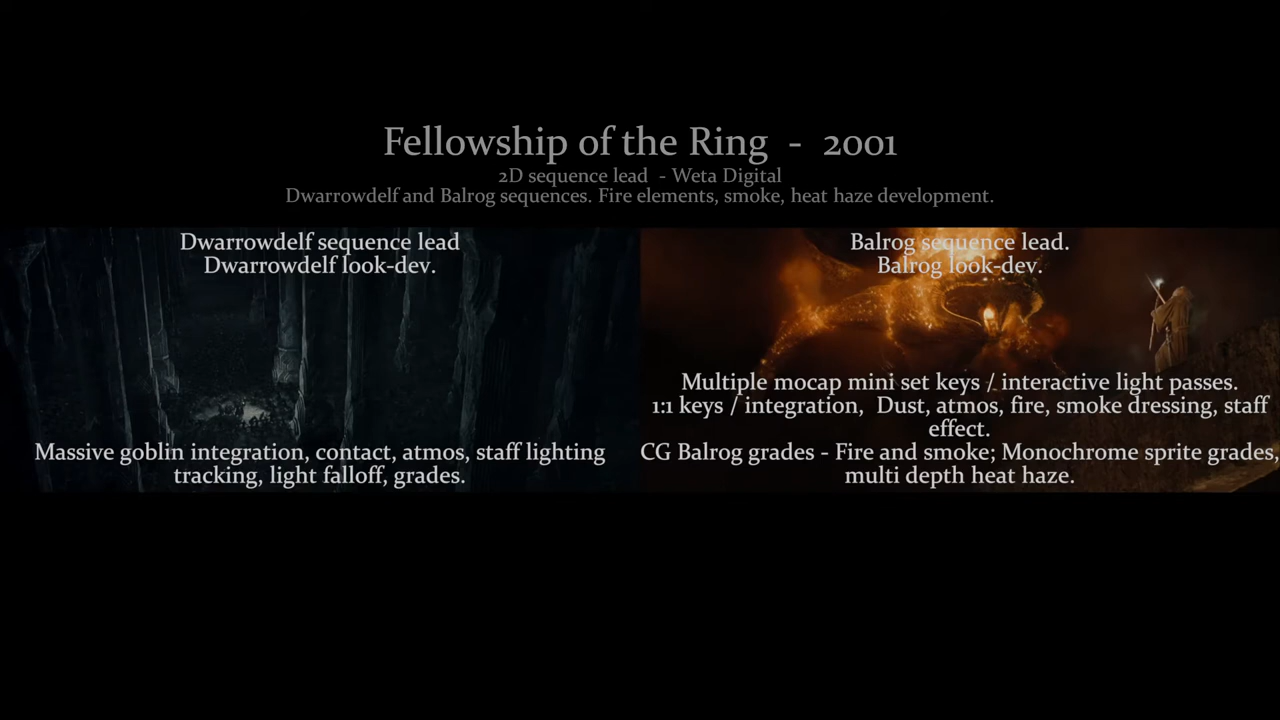 Fellowship of the Ring - 2001
2D sequence lead - Weta Digital
Dwarrowdelf and Balrog sequences. Fire elements, smoke, heat haze development.
Dwarrowdelf sequence lead
Dwarrowdelf look-dev.
Massive goblin integration, contact, atmos, staff lighting
tracking, light falloff, grades.
Balrog sequence lead.
Balrog look-dev.
Multiple mocap mini set keys / interactive light passes.
1:1 keys / integration, Dust, atmos, fire, smoke dressing, staff
effect.
CG Balrog grades - Fire and smoke; Monochrome sprite grades,
multi depth heat haze.